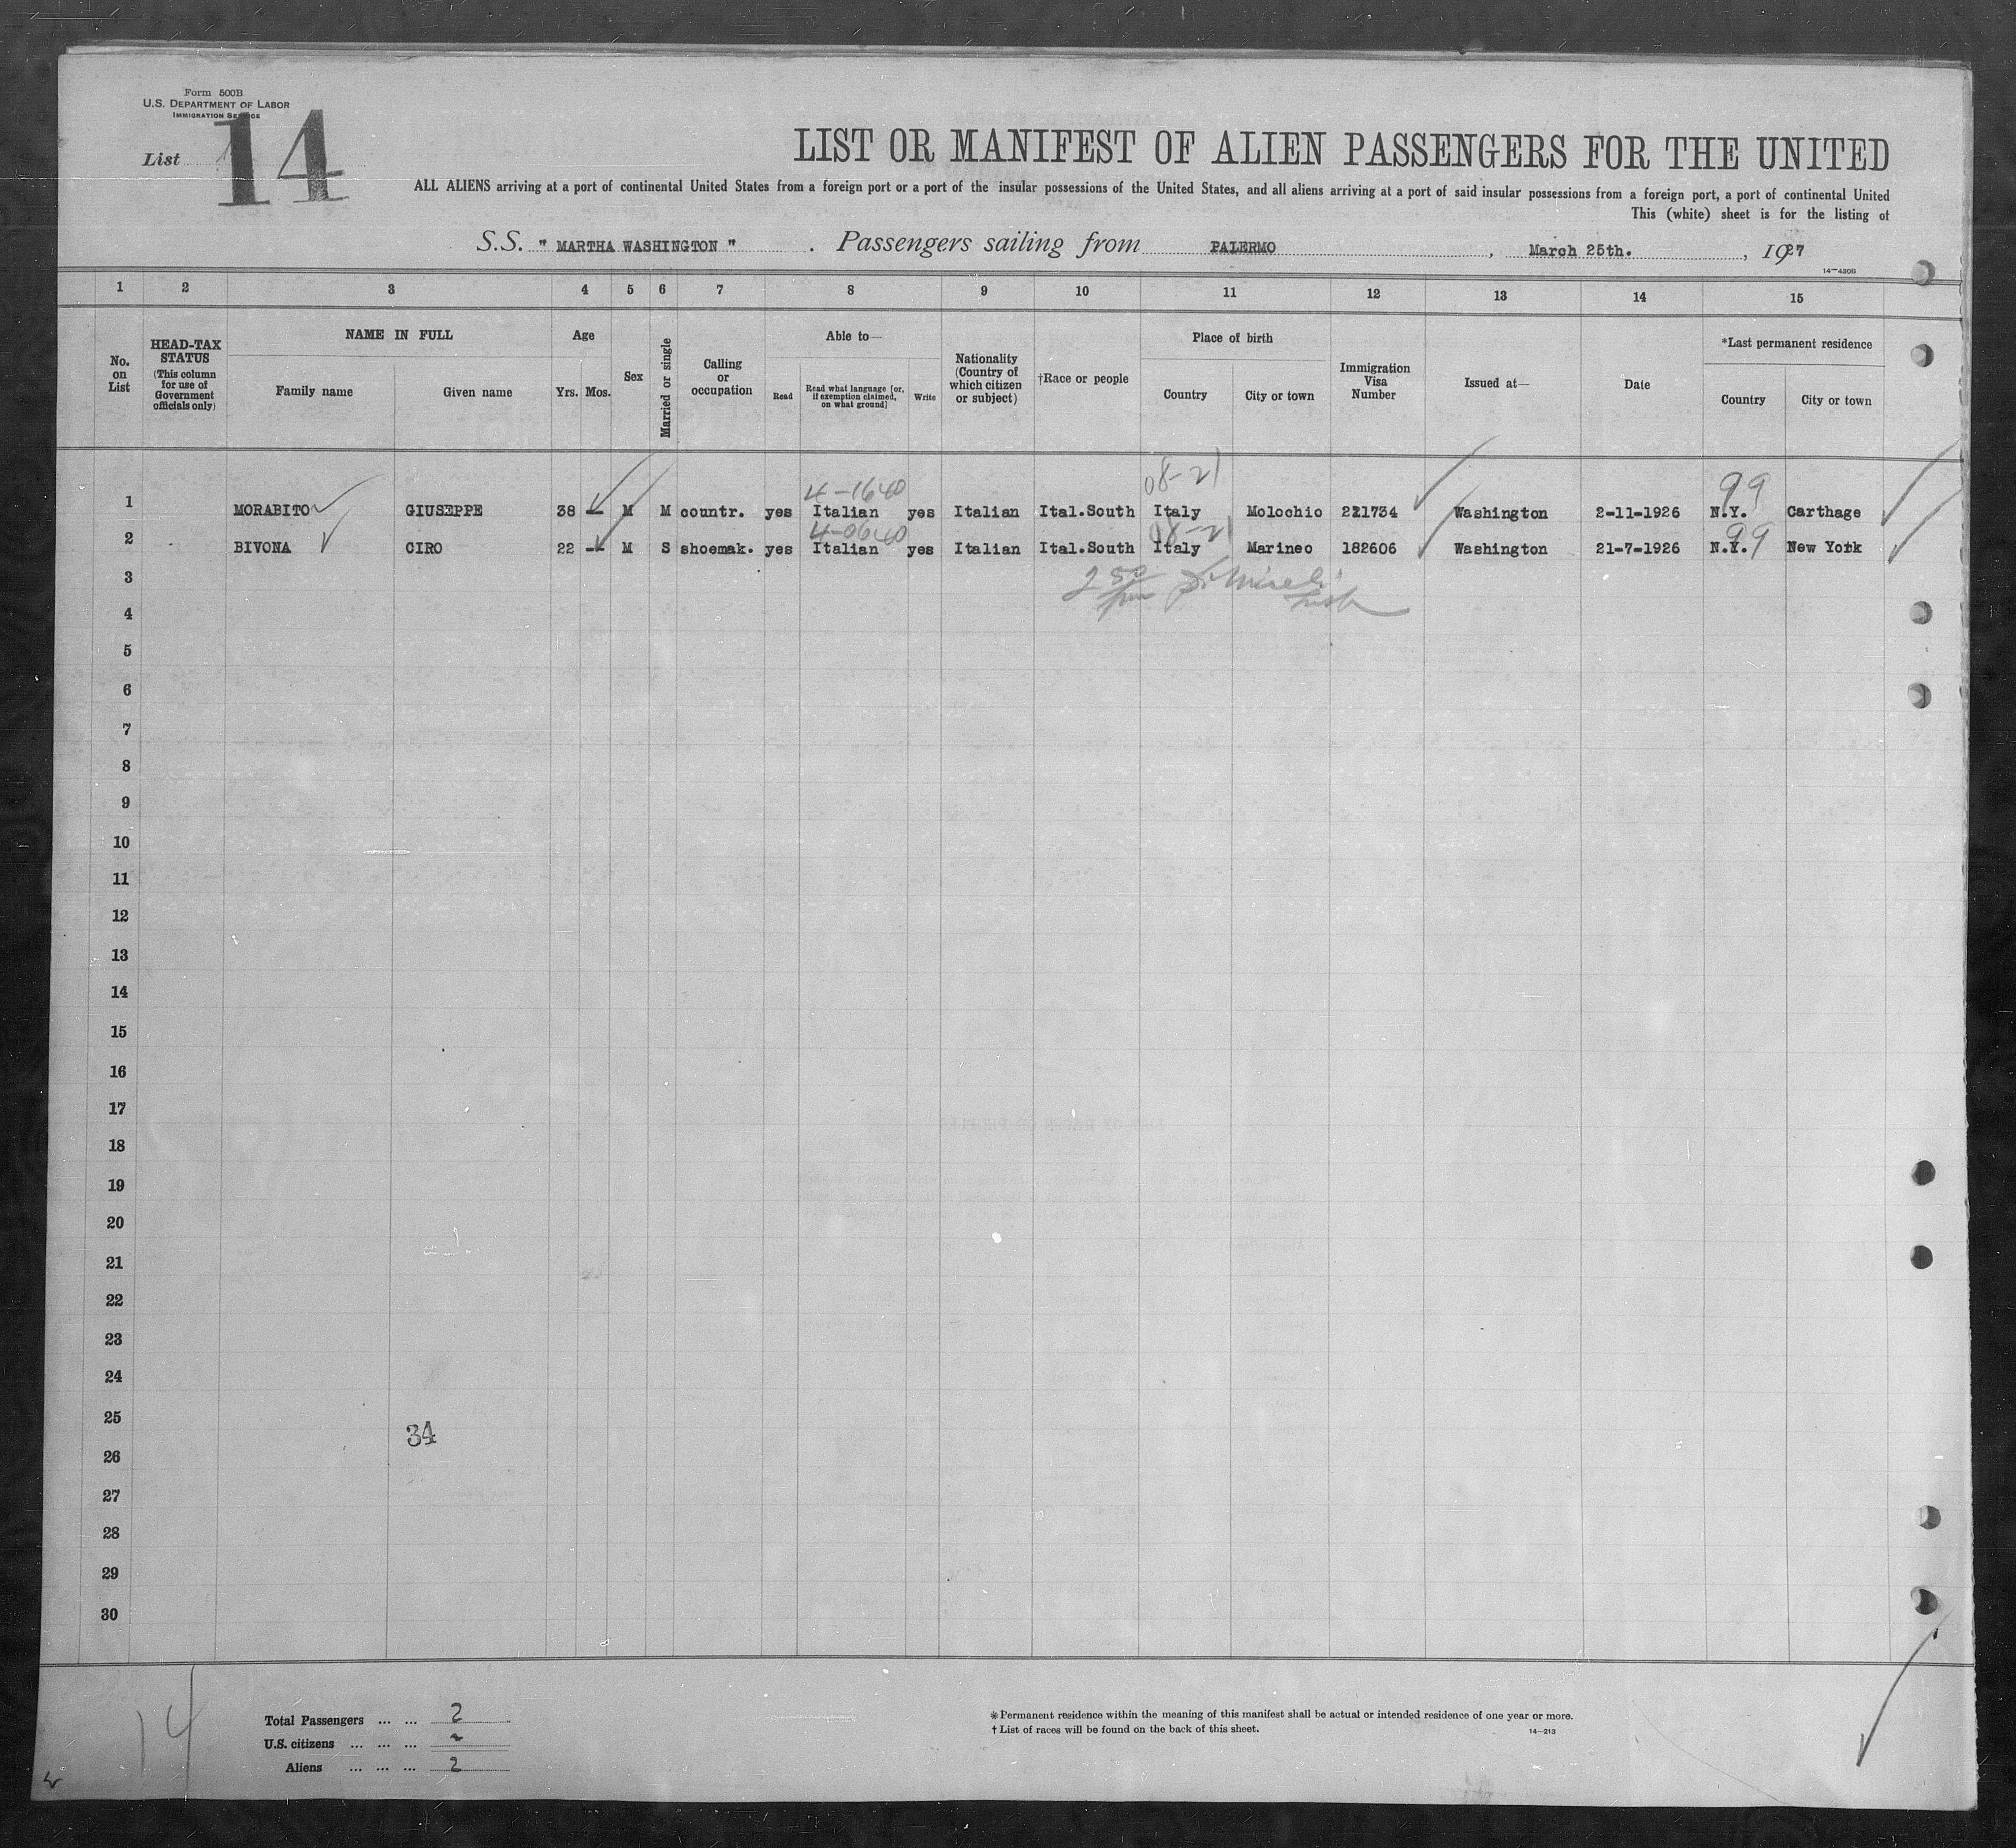 Form 500B
U.S. DEPARTMENT OF LABOR
IMMIGRATION SERVICE
List 14
LIST OR MANIFEST OF ALIEN PASSENGERS FOR THE UNITED
ALL ALIENS arriving at a port of continental United States from a foreign port or a port of the insular possessions of the United States, and all aliens arriving at a port of said insular possessions from a foreign port, a port of continental United
This (white) sheet is for the listing of
S.S. " MARTHA WASHINGTON " . Passengers sailing from PALERMO , March 25th. , 1927
14—430B
1 2 3 4 5 6 7 8 9 10 11 12 13 14 15
No. on List
HEAD-TAX STATUS (This column for use of Government officials only)
NAME IN FULL
Family name Given name
Age
Yrs. Mos.
Sex
Married or single
Calling or occupation
Able to—
Read
Read what language [or, if exemption claimed, on what ground]
Write
Nationality (Country of which citizen or subject)
†Race or people
Place of birth
Country City or town
Immigration Visa Number
Issued at—
Date
*Last permanent residence
Country City or town
4-1640 08-21 99
1 MORABITO GIUSEPPE 38 — M M countr. yes Italian yes Italian Ital.South Italy Molochio 221734 Washington 2-11-1926 N.Y. Carthage
4-0640 08-21 99
2 BIVONA CIRO 22 — M S shoemak. yes Italian yes Italian Ital.South Italy Marineo 182606 Washington 21-7-1926 N.Y. New York
3
4
5
6
7
8
9
10
11
12
13
14
15
16
17
18
19
20
21
22
23
24
25
34
26
27
28
29
30
14
Total Passengers ... ... 2
U.S. citizens ... ... ... -
Aliens ... ... ... 2
*Permanent residence within the meaning of this manifest shall be actual or intended residence of one year or more.
†List of races will be found on the back of this sheet.
14—213